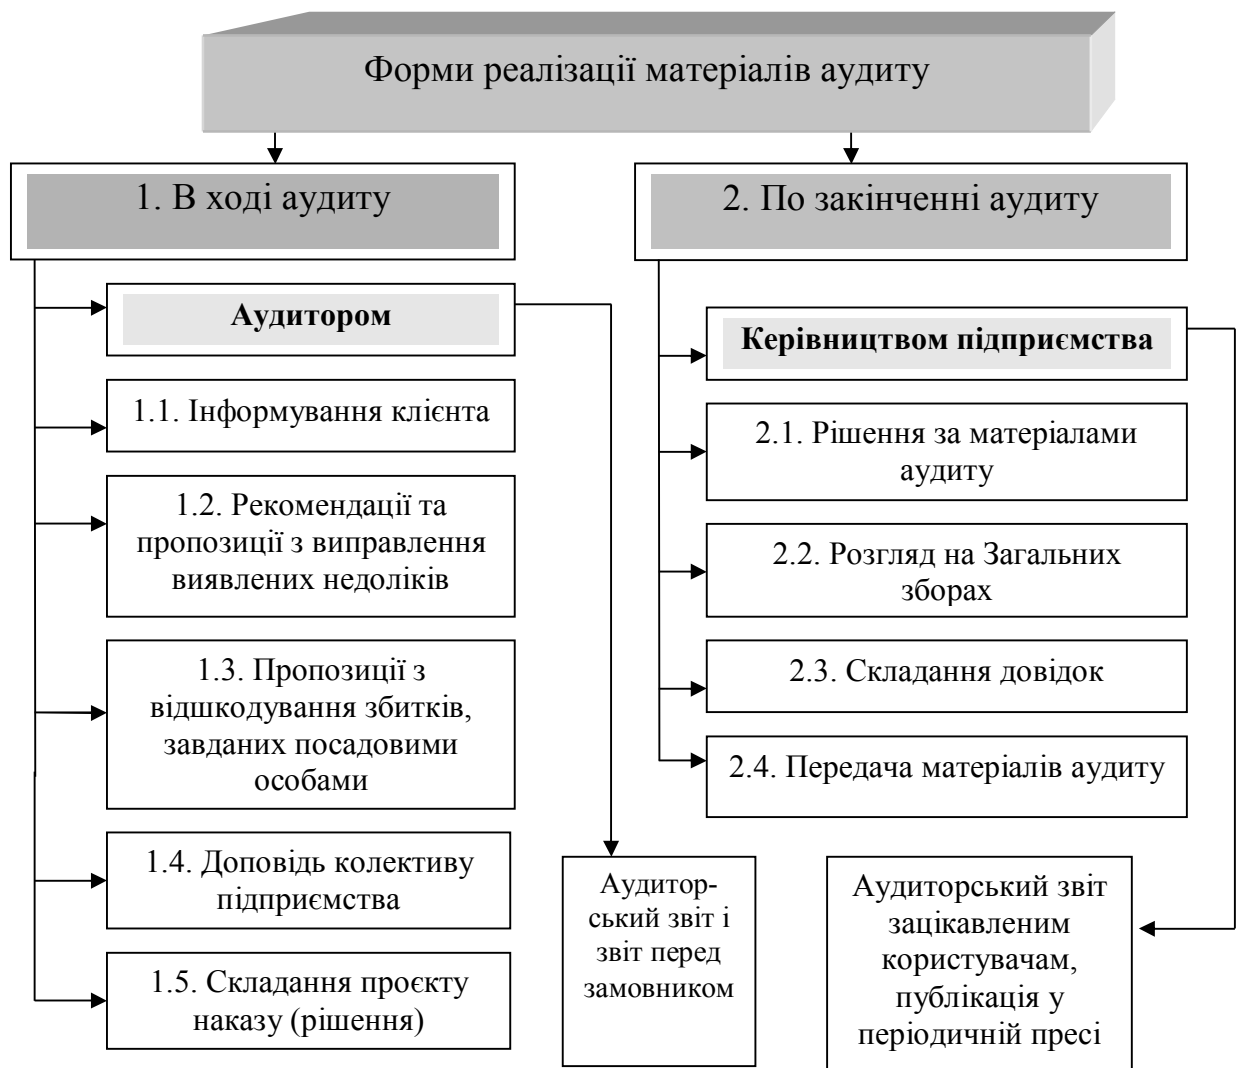 Форми реалізації матеріалів аудиту
1. В ході аудиту
Аудитором
1.1. Інформування клієнта
1.2. Рекомендації та
пропозиції з виправлення
виявлених недоліків
1.3. Пропозиції з
відшкодування збитків,
завданих посадовими
особами
1.4. Доповідь колективу
підприємства
1.5. Складання проєкту
наказу (рішення)
Аудитор-
ський звіт і
звіт перед
замовником
2. По закінченні аудиту
Керівництвом підприємства
2.1. Рішення за матеріалами
аудиту
2.2. Розгляд на Загальних
зборах
2.3. Складання довідок
2.4. Передача матеріалів аудиту
Аудиторський звіт
зацікавленим
користувачам,
публікація у
періодичній пресі